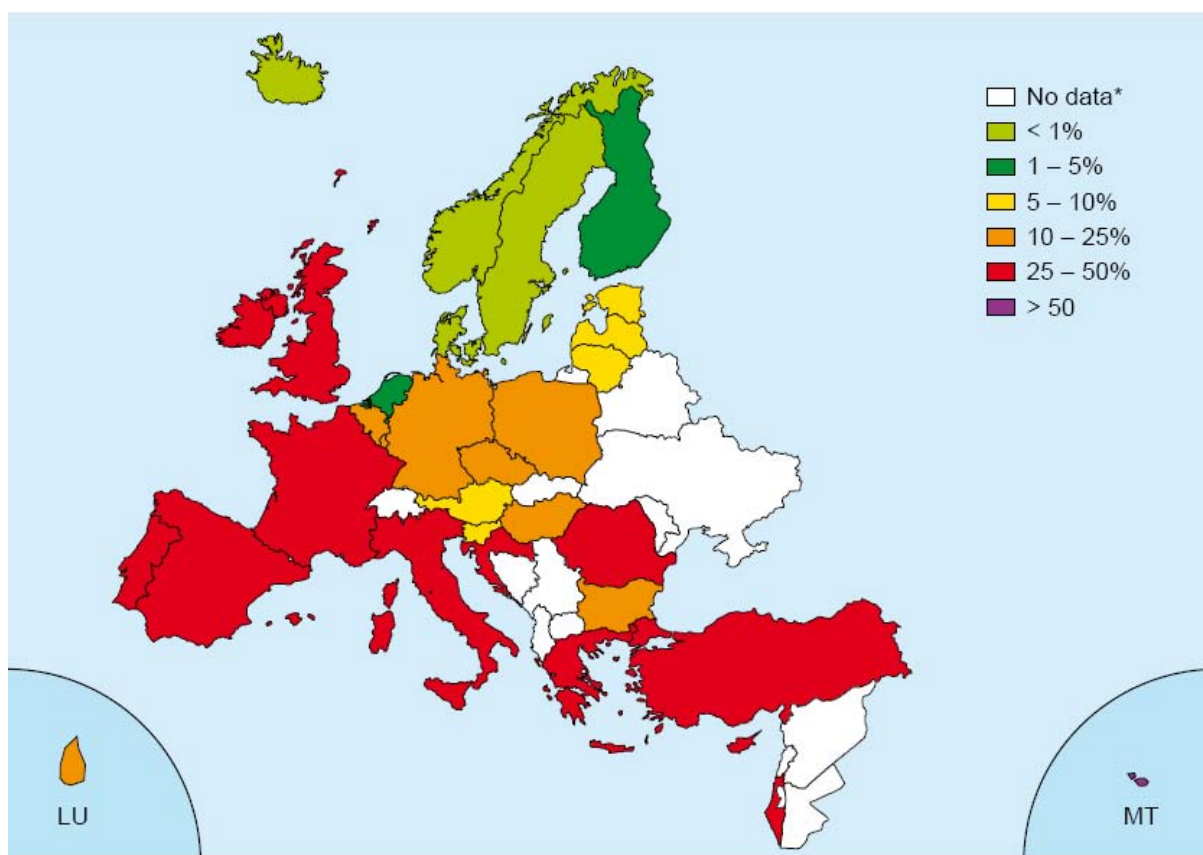 No data*
< 1%
1 – 5%
5 – 10%
10 – 25%
25 – 50%
> 50
LU
MT